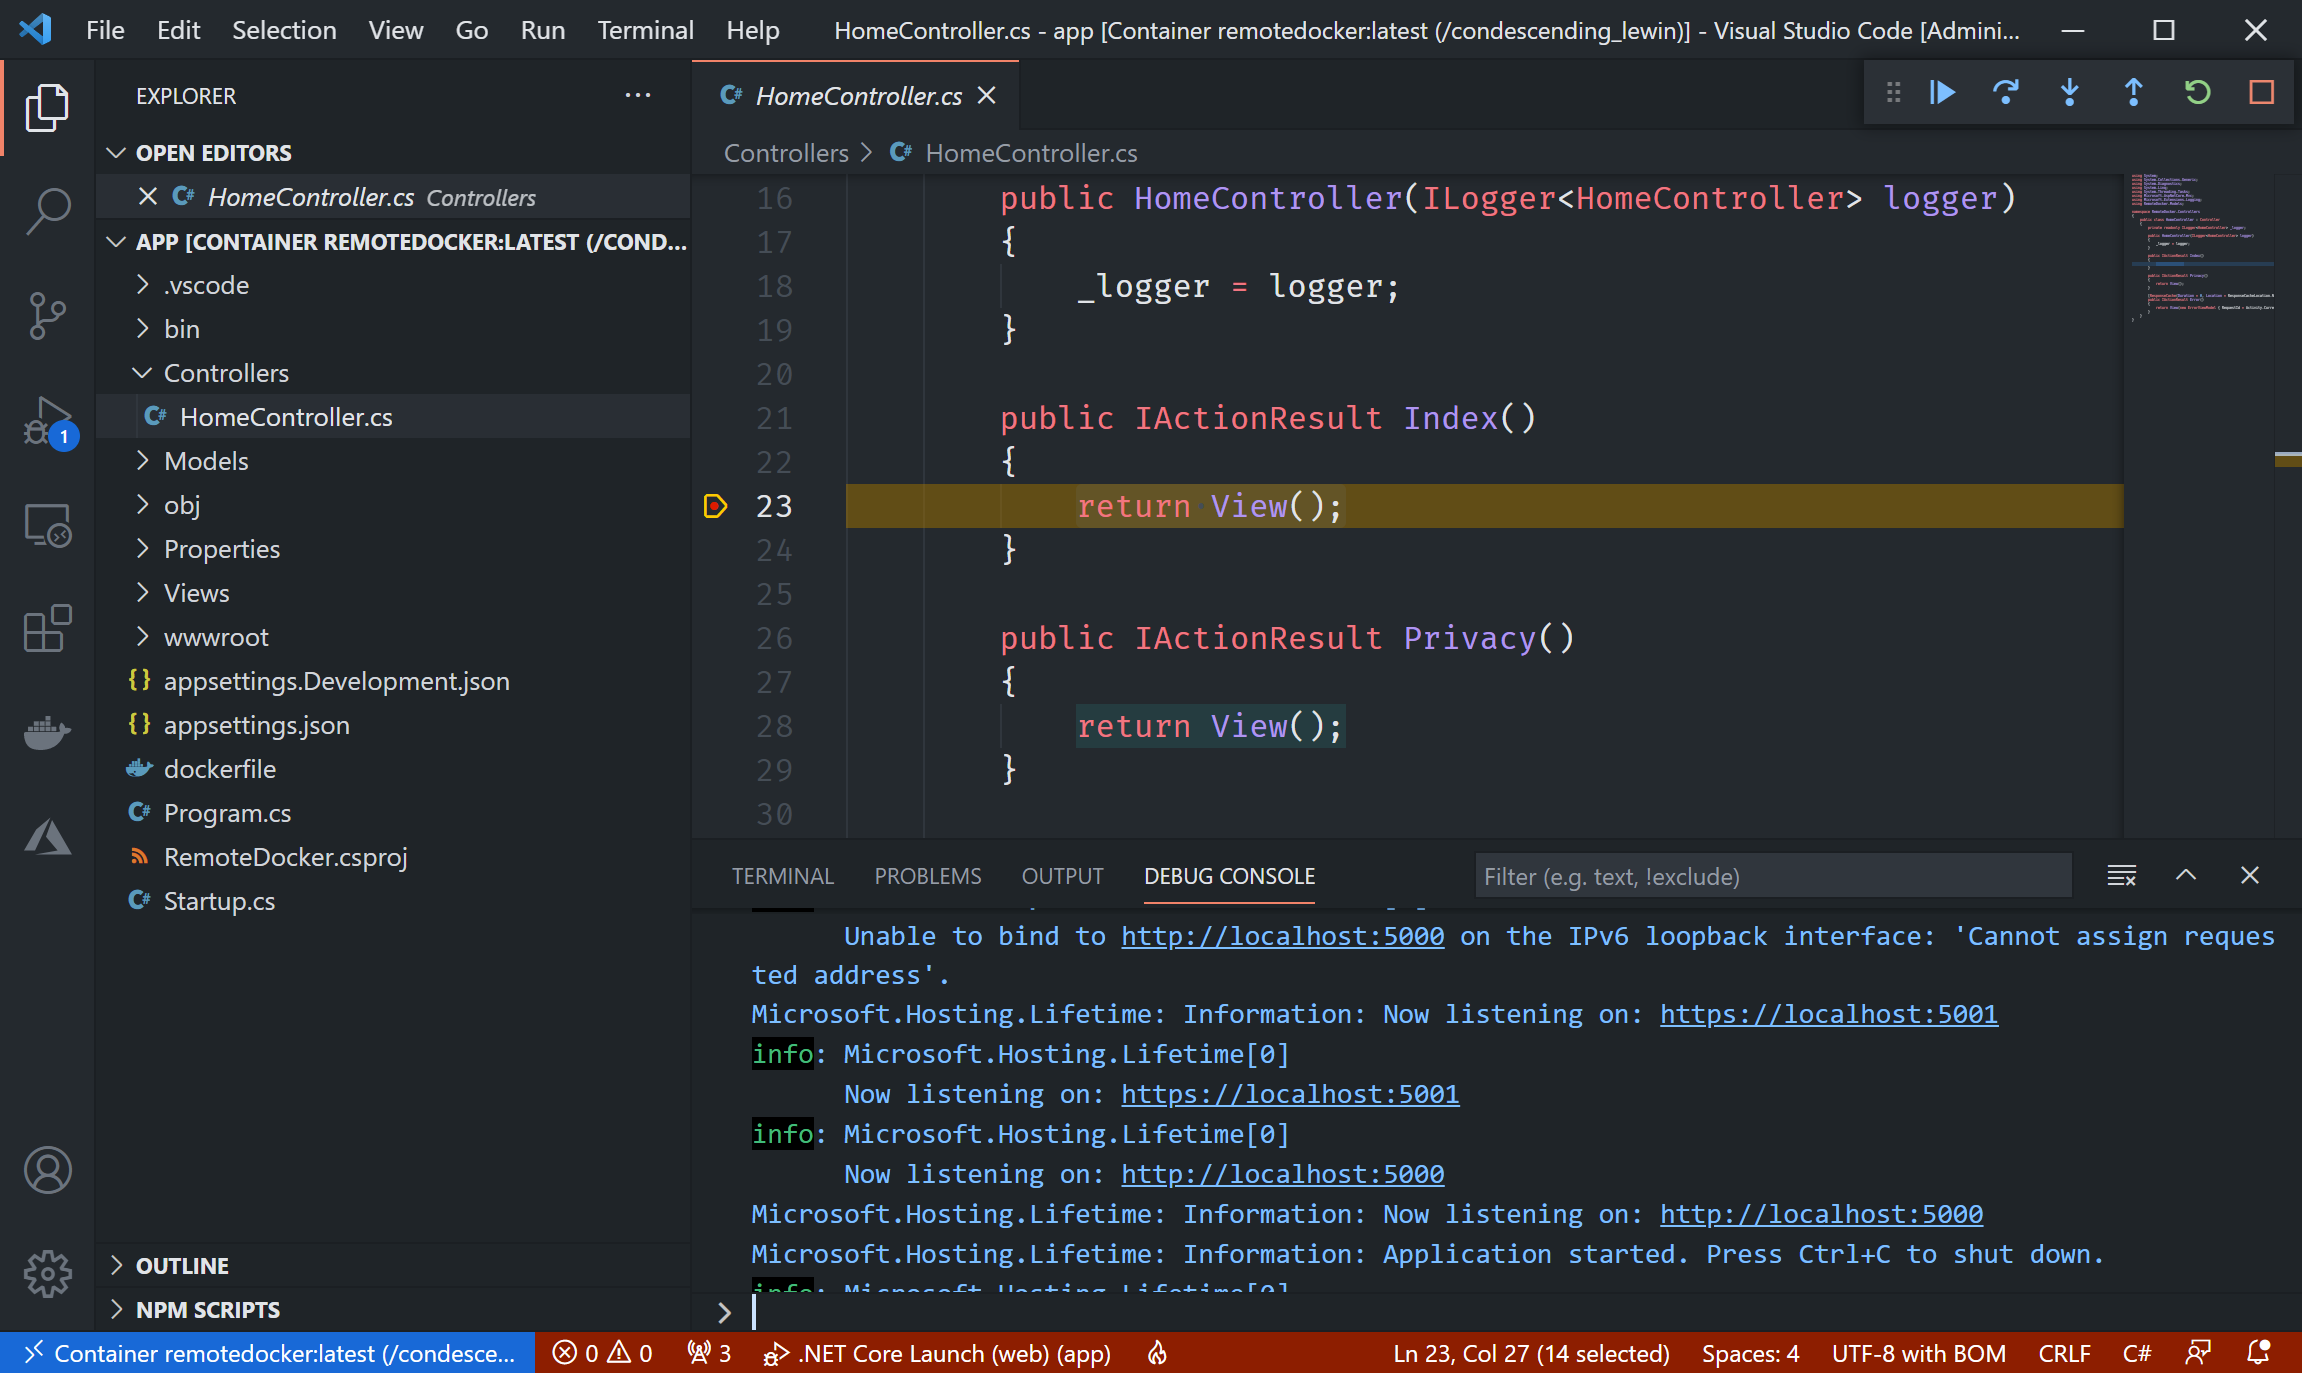 File Edit Selection View Go Run Terminal Help HomeController.cs - app [Container remotedocker:latest (/condescending_lewin)] - Visual Studio Code [Admini...
EXPLORER
OPEN EDITORS
HomeController.cs Controllers
APP [CONTAINER REMOTEDOCKER:LATEST (/COND...
.vscode
bin
Controllers
C# HomeController.cs
Models
obj
Properties
Views
wwwroot
{} appsettings.Development.json
{} appsettings.json
dockerfile
C# Program.cs
RemoteDocker.csproj
C# Startup.cs
OUTLINE
NPM SCRIPTS
1
C# HomeController.cs
Controllers > C# HomeController.cs
16 public HomeController(ILogger<HomeController> logger)
17 {
18 _logger = logger;
19 }
20
21 public IActionResult Index()
22 {
23 return View();
24 }
25
26 public IActionResult Privacy()
27 {
28 return View();
29 }
30
TERMINAL PROBLEMS OUTPUT DEBUG CONSOLE Filter (e.g. text, !exclude)
Unable to bind to http://localhost:5000 on the IPv6 loopback interface: 'Cannot assign reques
ted address'.
Microsoft.Hosting.Lifetime: Information: Now listening on: https://localhost:5001
info: Microsoft.Hosting.Lifetime[0]
Now listening on: https://localhost:5001
info: Microsoft.Hosting.Lifetime[0]
Now listening on: http://localhost:5000
Microsoft.Hosting.Lifetime: Information: Now listening on: http://localhost:5000
Microsoft.Hosting.Lifetime: Information: Application started. Press Ctrl+C to shut down.
info: Microsoft.Hosting.Lifetime[0]
Container remotedocker:latest (/condesce... 0 0 3 .NET Core Launch (web) (app) Ln 23, Col 27 (14 selected) Spaces: 4 UTF-8 with BOM CRLF C#